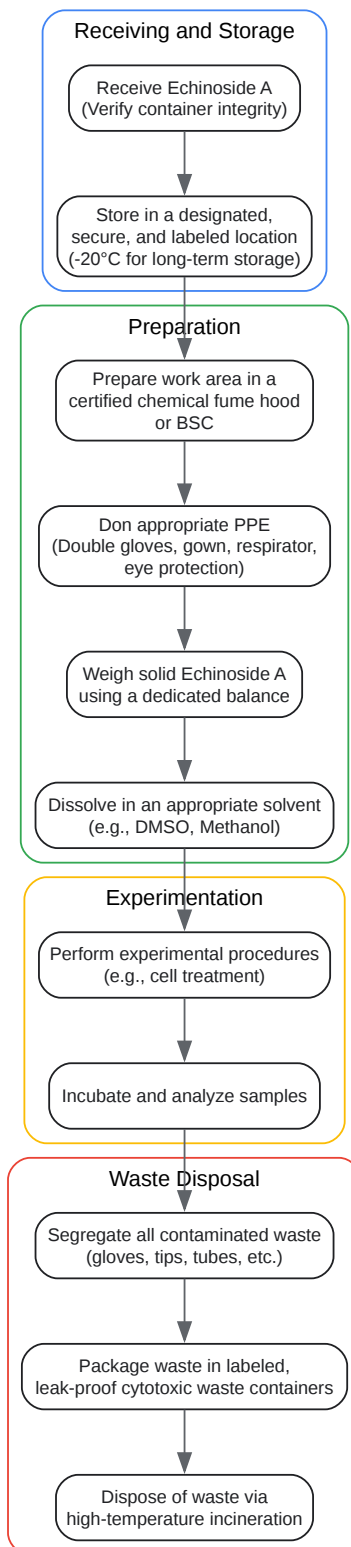 Receiving and Storage
Receive Echinoside A
(Verify container integrity)
Store in a designated,
secure, and labeled location
(-20°C for long-term storage)
Preparation
Prepare work area in a
certified chemical fume hood
or BSC
Don appropriate PPE
(Double gloves, gown, respirator,
eye protection)
Weigh solid Echinoside A
using a dedicated balance
Dissolve in an appropriate solvent
(e.g., DMSO, Methanol)
Experimentation
Perform experimental procedures
(e.g., cell treatment)
Incubate and analyze samples
Waste Disposal
Segregate all contaminated waste
(gloves, tips, tubes, etc.)
Package waste in labeled,
leak-proof cytotoxic waste containers
Dispose of waste via
high-temperature incineration